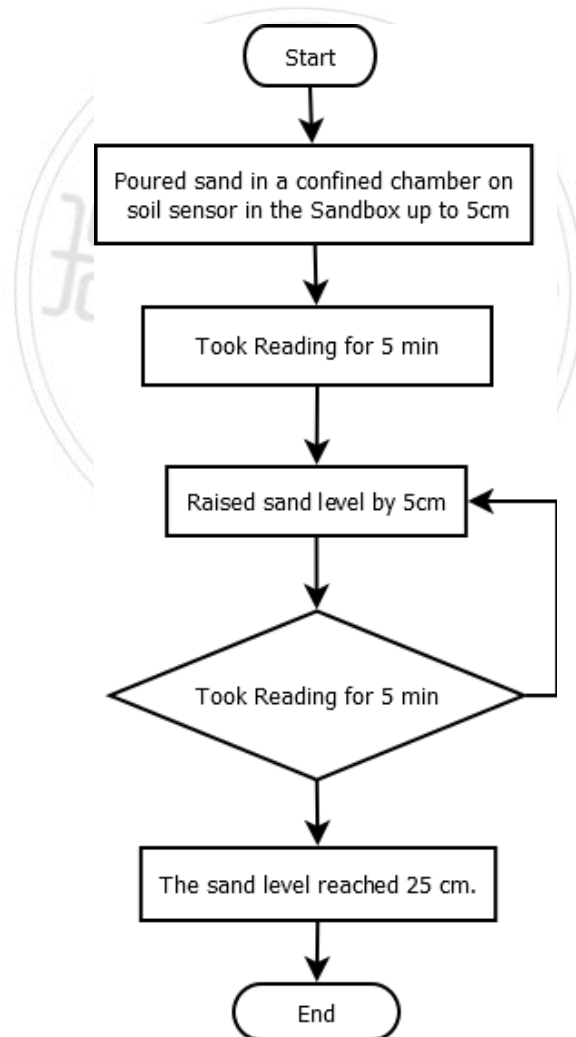 Start
Poured sand in a confined chamber on
soil sensor in the Sandbox up to 5cm
Took Reading for 5 min
Raised sand level by 5cm
Took Reading for 5 min
The sand level reached 25 cm.
End